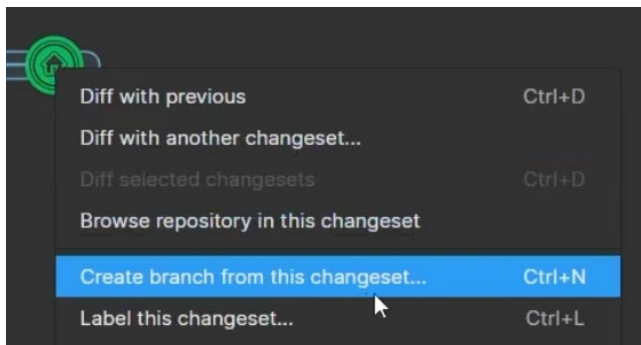 Diff with previous Ctrl+D
Diff with another changeset...
Diff selected changesets Ctrl+D
Browse repository in this changeset
Create branch from this changeset... Ctrl+N
Label this changeset... Ctrl+L